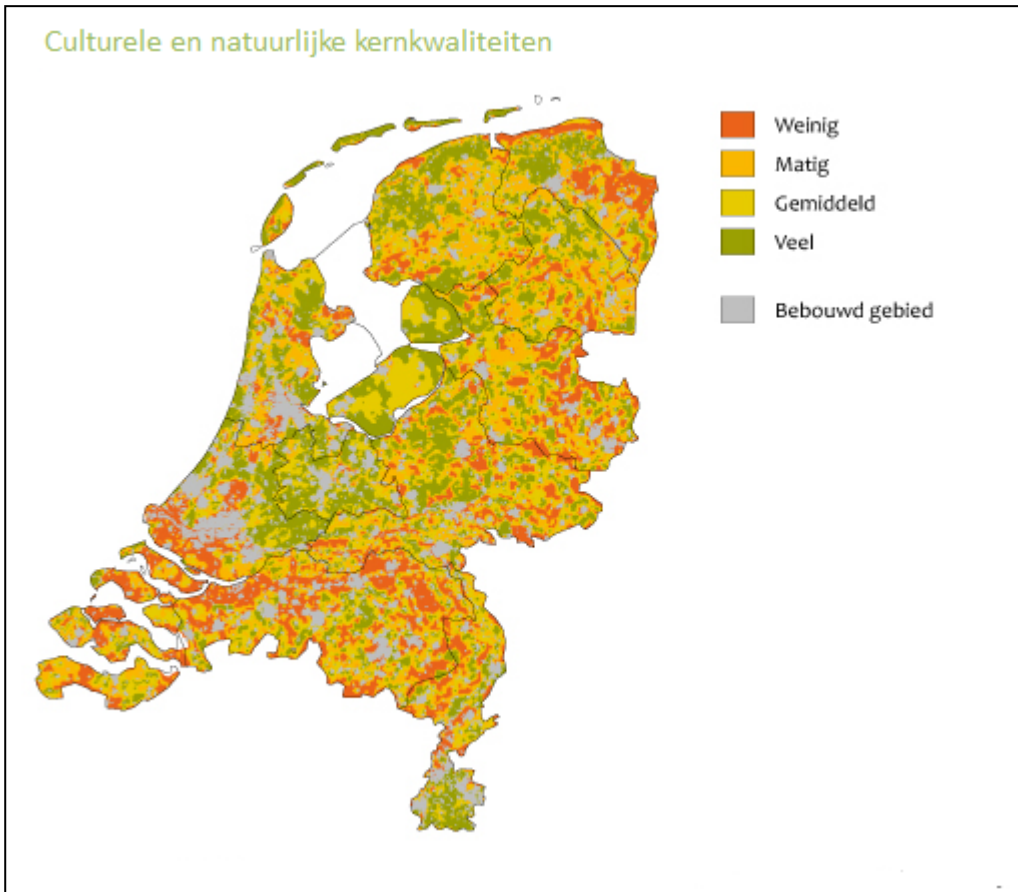 Culturele en natuurlijke kernkwaliteiten
Weinig
Matig
Gemiddeld
Veel
Bebouwd gebied